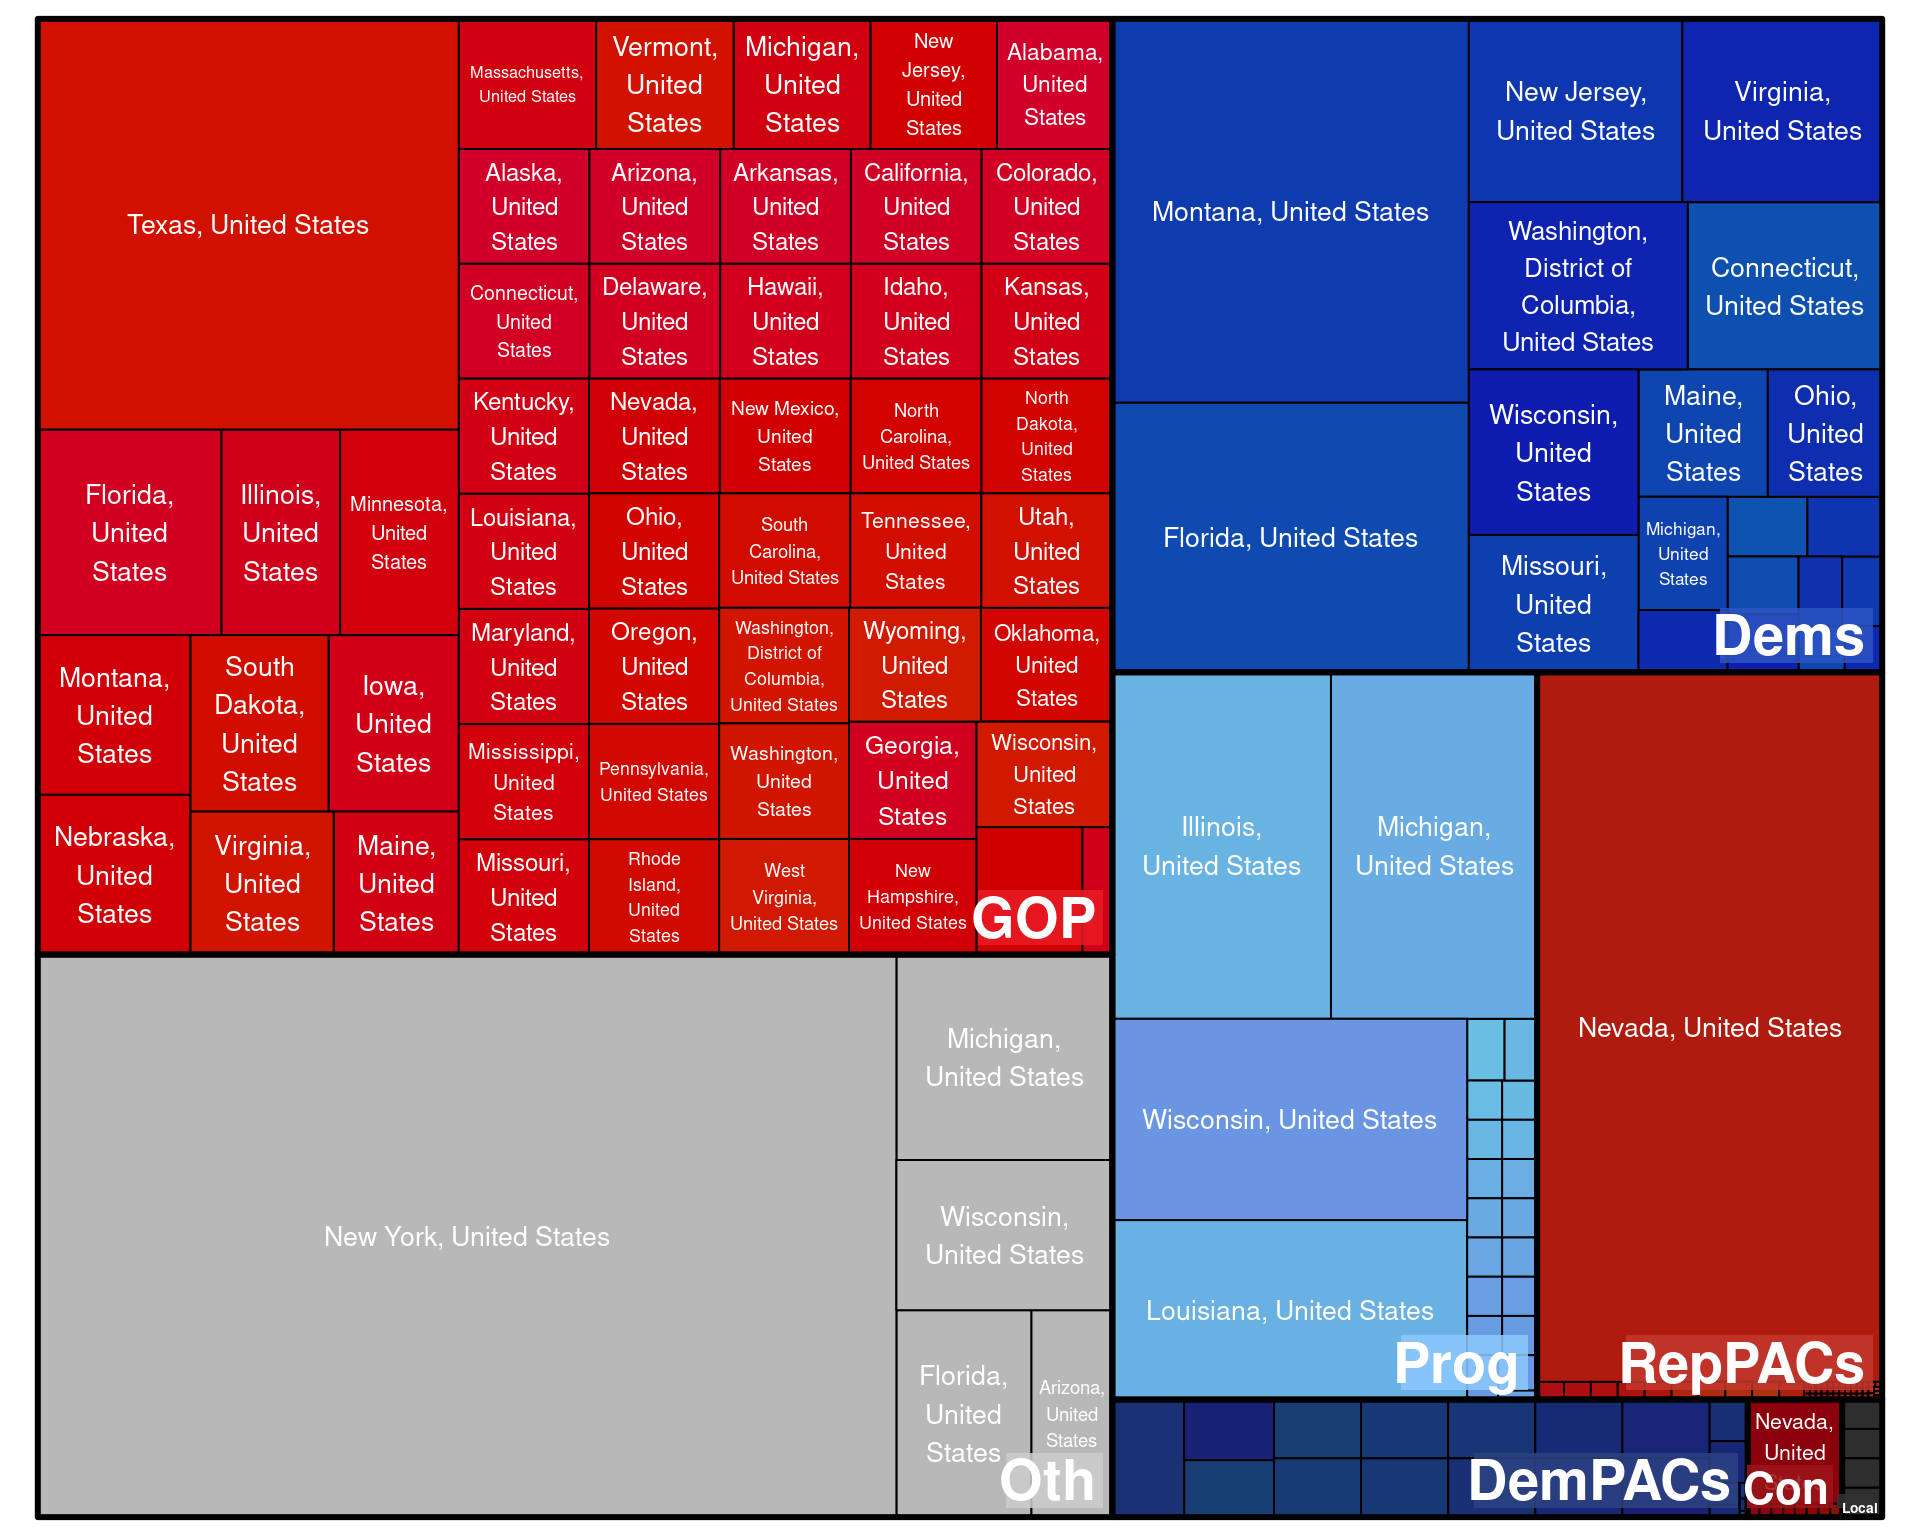 Texas, United States
Massachusetts,
United States
Vermont,
United
States
Michigan,
United
States
New
Jersey,
United
States
Alabama,
United
States
Alaska,
United
States
Arizona,
United
States
Arkansas,
United
States
California,
United
States
Colorado,
United
States
Connecticut,
United
States
Delaware,
United
States
Hawaii,
United
States
Idaho,
United
States
Kansas,
United
States
Kentucky,
United
States
Nevada,
United
States
New Mexico,
United
States
North
Carolina,
United States
North
Dakota,
United
States
Florida,
United
States
Illinois,
United
States
Minnesota,
United
States
Louisiana,
United
States
Ohio,
United
States
South
Carolina,
United States
Tennessee,
United
States
Utah,
United
States
Montana,
United
States
South
Dakota,
United
States
Iowa,
United
States
Maryland,
United
States
Oregon,
United
States
Washington,
District of
Columbia,
United States
Wyoming,
United
States
Oklahoma,
United
States
Mississippi,
United
States
Pennsylvania,
United States
Washington,
United
States
Georgia,
United
States
Wisconsin,
United
States
Nebraska,
United
States
Virginia,
United
States
Maine,
United
States
Missouri,
United
States
Rhode
Island,
United
States
West
Virginia,
United States
New
Hampshire,
United States
GOP
Montana, United States
New Jersey,
United States
Virginia,
United States
Washington,
District of
Columbia,
United States
Connecticut,
United States
Florida, United States
Wisconsin,
United
States
Maine,
United
States
Ohio,
United
States
Michigan,
United
States
Missouri,
United
States
Dems
New York, United States
Michigan,
United States
Wisconsin,
United States
Florida,
United
States
Arizona,
United
States
Oth
Illinois,
United States
Michigan,
United States
Wisconsin, United States
Louisiana, United States
Prog
Nevada, United States
RepPACs
DemPACs
Nevada,
United
Con
Local